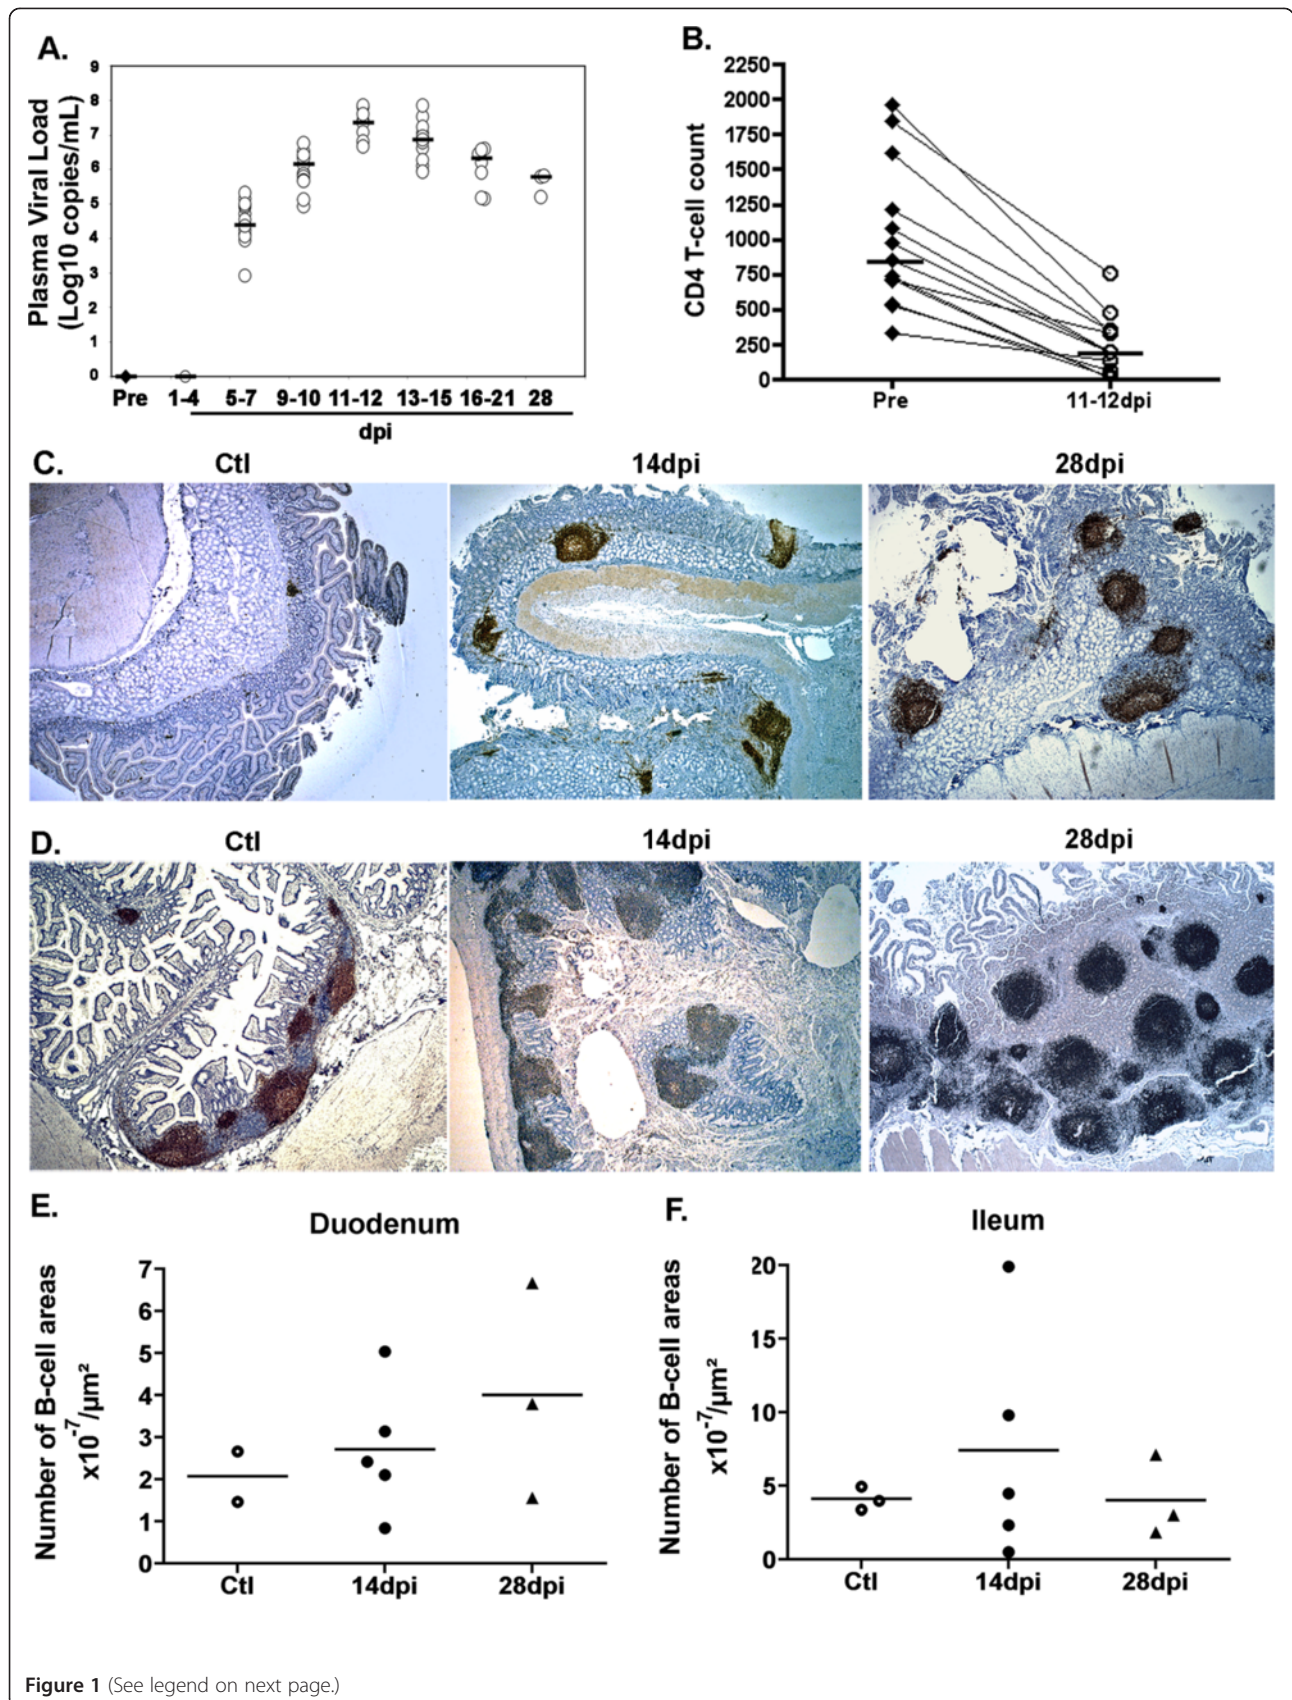 A.
Plasma Viral Load
(Log10 copies/mL)
9
8
7
6
5
4
3
2
1
0
Pre 1-4 5-7 9-10 11-12 13-15 16-21 28
dpi
B.
CD4 T-cell count
2250
2000
1750
1500
1250
1000
750
500
250
0
Pre 11-12dpi
C.
Ctl 14dpi 28dpi
D.
Ctl 14dpi 28dpi
E.
Duodenum
Number of B-cell areas
x10⁻⁷/µm²
7
6
5
4
3
2
1
0
Ctl 14dpi 28dpi
F.
Ileum
Number of B-cell areas
x10⁻⁷/µm²
20
15
10
5
0
Ctl 14dpi 28dpi
Figure 1 (See legend on next page.)